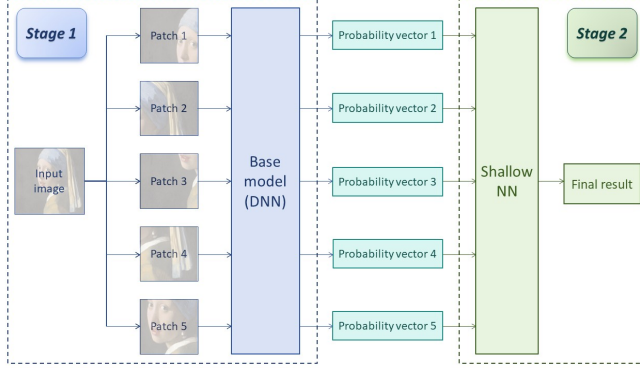 Stage 1
Stage 2
Input
image
Patch 1
Patch 2
Patch 3
Patch 4
Patch 5
Base
model
(DNN)
Probability vector 1
Probability vector 2
Probability vector 3
Probability vector 4
Probability vector 5
Shallow
NN
Final result